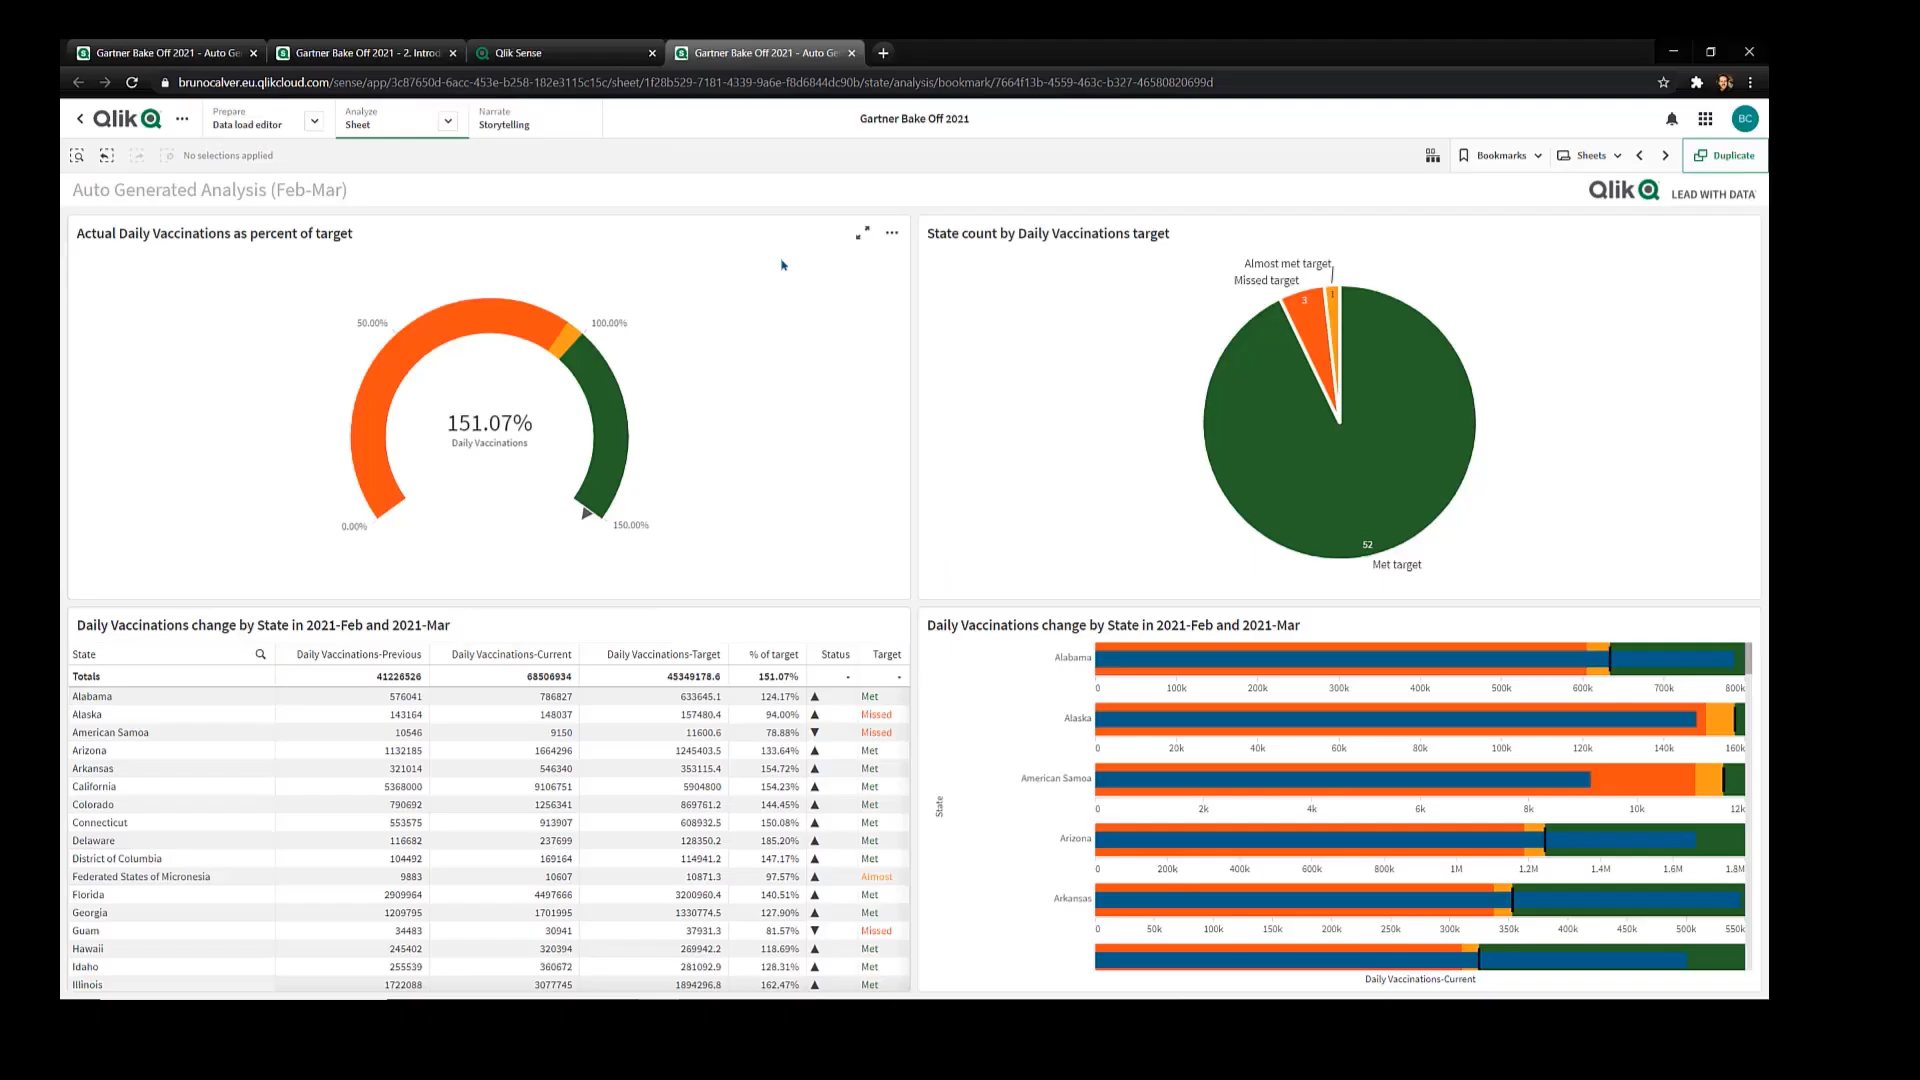 Gartner Bake Off 2021 - Auto Ge
Gartner Bake Off 2021 - 2. Introd
Qlik Sense
Gartner Bake Off 2021 - Auto Ge
brunocalver.eu.qlikcloud.com/sense/app/3c87650d-6acc-453e-b258-182e3115c15c/sheet/1f28b529-7181-4339-9a6e-f8d6844dc90b/state/analysis/bookmark/7664f13b-4559-463c-b327-46580820699d
Qlik
Prepare
Data load editor
Analyze
Sheet
Narrate
Storytelling
Gartner Bake Off 2021
BC
No selections applied
Bookmarks
Sheets
Duplicate
Auto Generated Analysis (Feb-Mar)
Qlik LEAD WITH DATA
Actual Daily Vaccinations as percent of target
50.00%
100.00%
151.07%
Daily Vaccinations
0.00%
150.00%
State count by Daily Vaccinations target
Almost met target
Missed target
3
1
52
Met target
Daily Vaccinations change by State in 2021-Feb and 2021-Mar
State Daily Vaccinations-Previous Daily Vaccinations-Current Daily Vaccinations-Target % of target Status Target
Totals 41226526 68506934 45349178.6 151.07% - -
Alabama 576041 786827 633645.1 124.17% ▲ Met
Alaska 143164 148037 157480.4 94.00% ▲ Missed
American Samoa 10546 9150 11600.6 78.88% ▼ Missed
Arizona 1132185 1664296 1245403.5 133.64% ▲ Met
Arkansas 321014 546340 353115.4 154.72% ▲ Met
California 5368000 9106751 5904800 154.23% ▲ Met
Colorado 790692 1256341 869761.2 144.45% ▲ Met
Connecticut 553575 913907 608932.5 150.08% ▲ Met
Delaware 116682 237699 128350.2 185.20% ▲ Met
District of Columbia 104492 169164 114941.2 147.17% ▲ Met
Federated States of Micronesia 9883 10607 10871.3 97.57% ▲ Almost
Florida 2909964 4497666 3200960.4 140.51% ▲ Met
Georgia 1209795 1701995 1330774.5 127.90% ▲ Met
Guam 34483 30941 37931.3 81.57% ▼ Missed
Hawaii 245402 320394 269942.2 118.69% ▲ Met
Idaho 255539 360672 281092.9 128.31% ▲ Met
Illinois 1722088 3077745 1894296.8 162.47% ▲ Met
Daily Vaccinations change by State in 2021-Feb and 2021-Mar
State
Alabama
0 100k 200k 300k 400k 500k 600k 700k 800k
Alaska
0 20k 40k 60k 80k 100k 120k 140k 160k
American Samoa
0 2k 4k 6k 8k 10k 12k
Arizona
0 200k 400k 600k 800k 1M 1.2M 1.4M 1.6M 1.8M
Arkansas
0 50k 100k 150k 200k 250k 300k 350k 400k 450k 500k 550k
Daily Vaccinations-Current